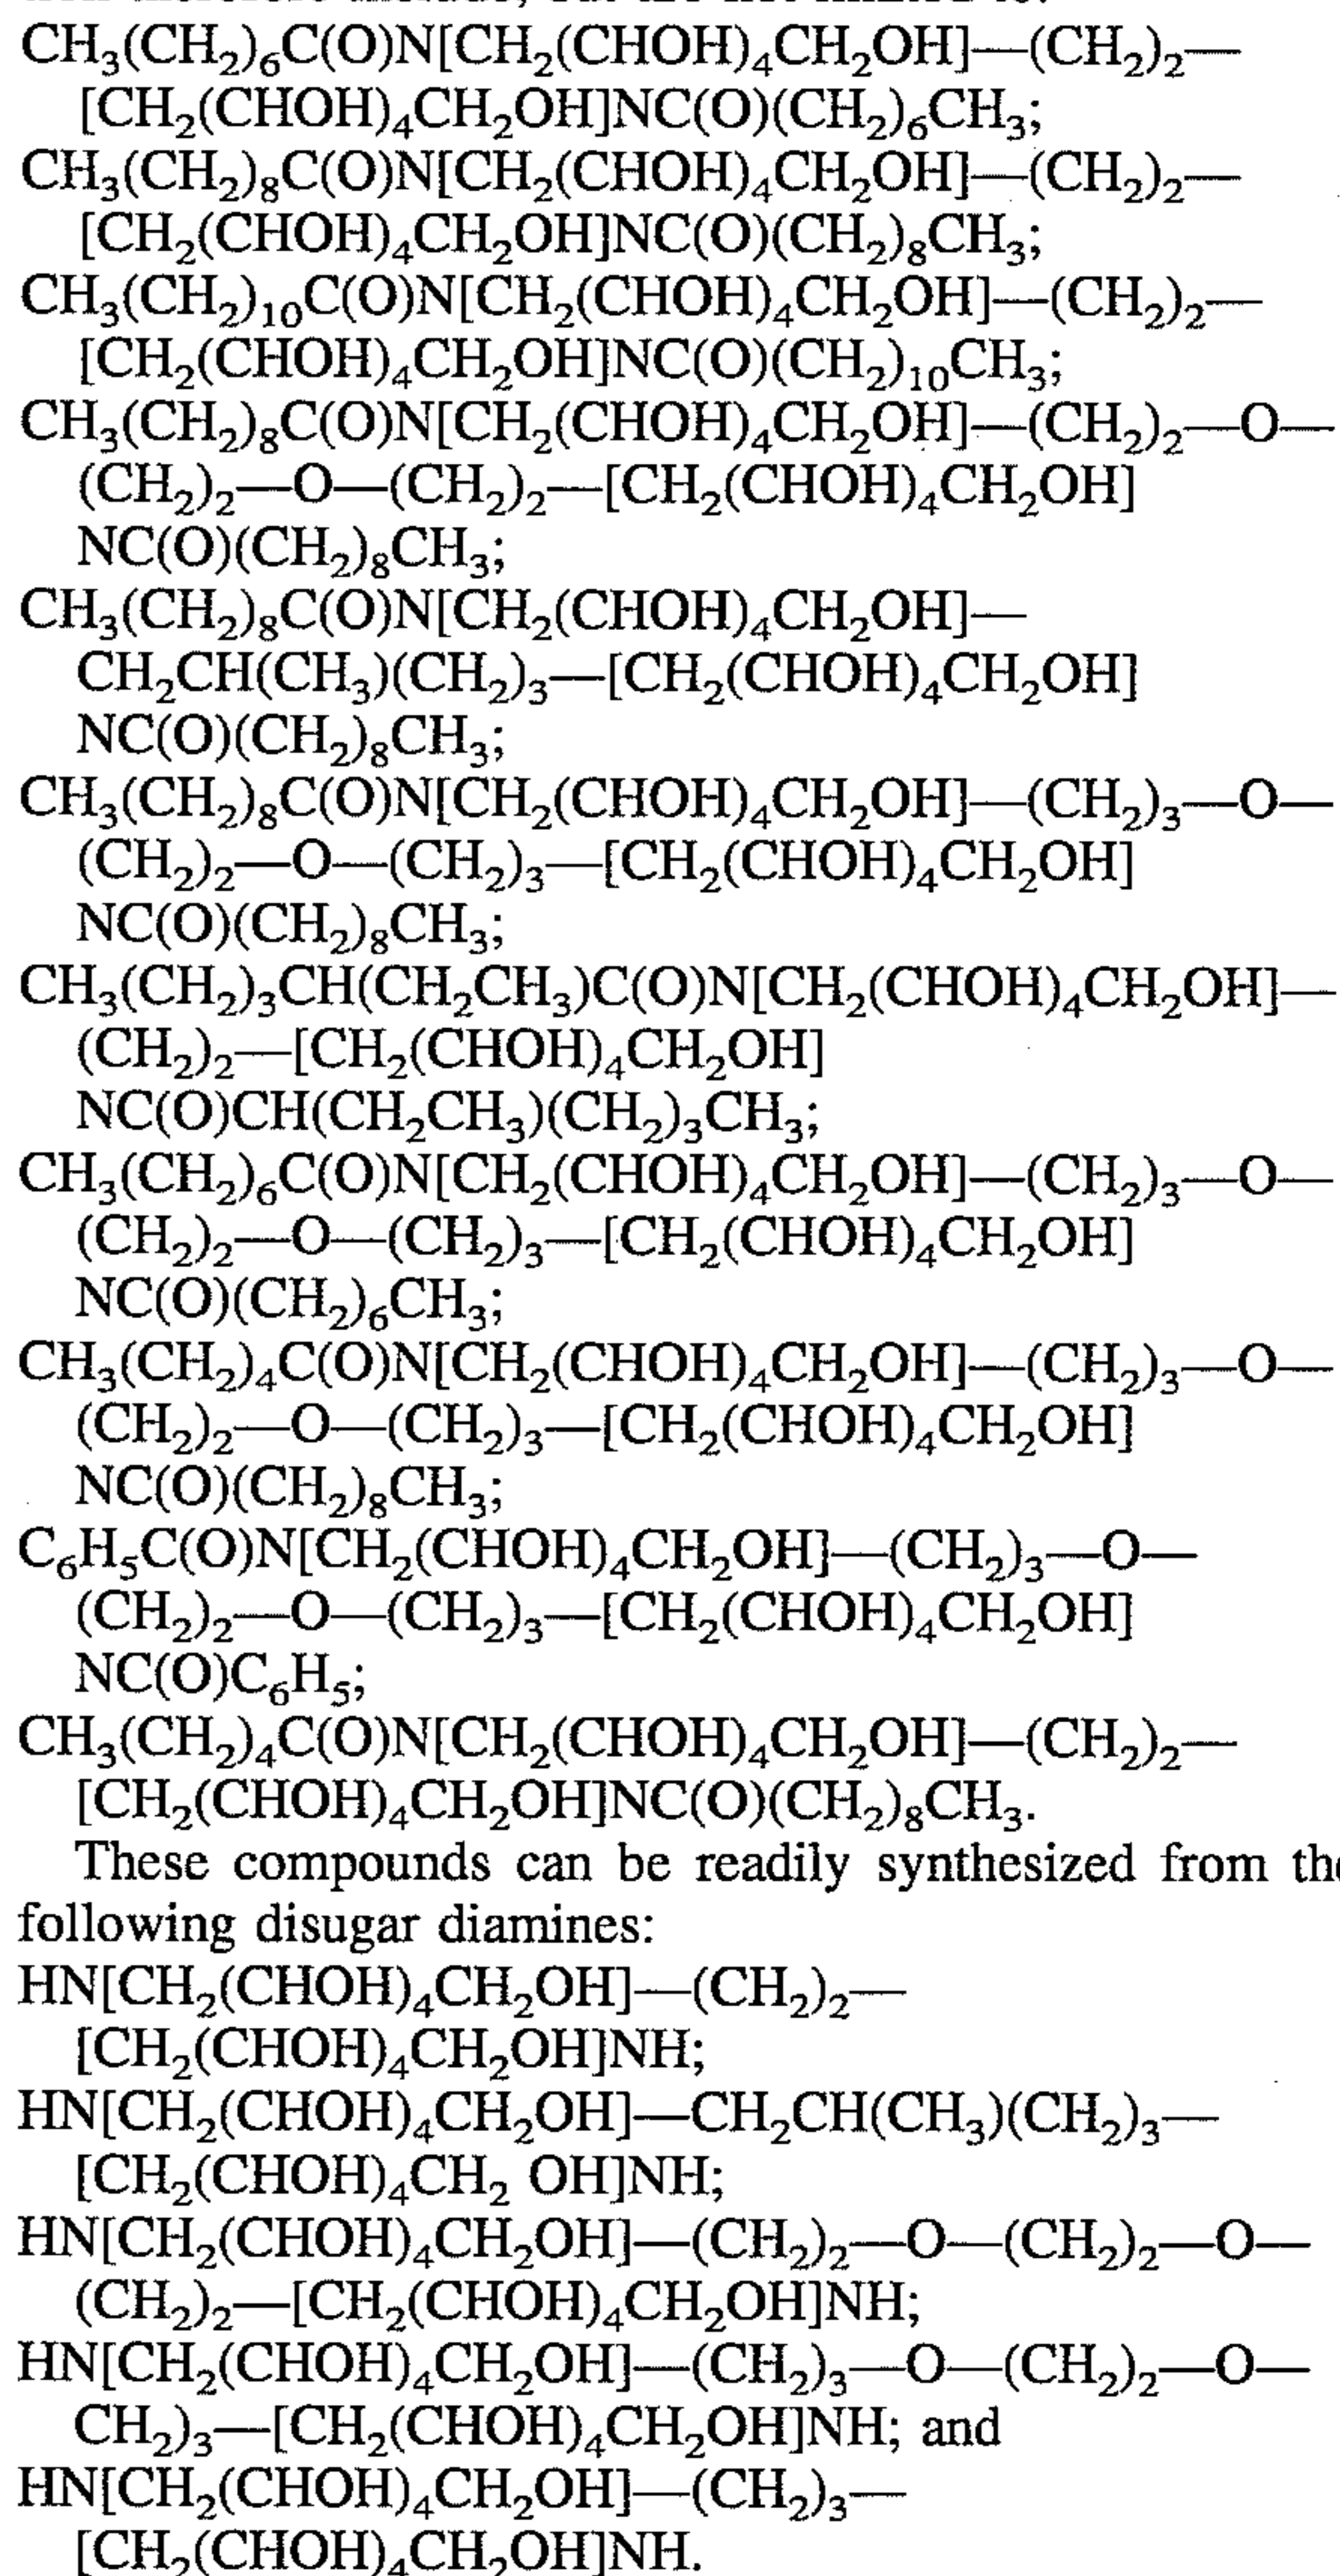 CH₃(CH₂)₆C(O)N[CH₂(CHOH)₄CH₂OH]—(CH₂)₂—
[CH₂(CHOH)₄CH₂OH]NC(O)(CH₂)₆CH₃;
CH₃(CH₂)₈C(O)N[CH₂(CHOH)₄CH₂OH]—(CH₂)₂—
[CH₂(CHOH)₄CH₂OH]NC(O)(CH₂)₈CH₃;
CH₃(CH₂)₁₀C(O)N[CH₂(CHOH)₄CH₂OH]—(CH₂)₂—
[CH₂(CHOH)₄CH₂OH]NC(O)(CH₂)₁₀CH₃;
CH₃(CH₂)₈C(O)N[CH₂(CHOH)₄CH₂OH]—(CH₂)₂—O—
(CH₂)₂—O—(CH₂)₂—[CH₂(CHOH)₄CH₂OH]
NC(O)(CH₂)₈CH₃;
CH₃(CH₂)₈C(O)N[CH₂(CHOH)₄CH₂OH]—
CH₂CH(CH₃)(CH₂)₃—[CH₂(CHOH)₄CH₂OH]
NC(O)(CH₂)₈CH₃;
CH₃(CH₂)₈C(O)N[CH₂(CHOH)₄CH₂OH]—(CH₂)₃—O—
(CH₂)₂—O—(CH₂)₃—[CH₂(CHOH)₄CH₂OH]
NC(O)(CH₂)₈CH₃;
CH₃(CH₂)₃CH(CH₂CH₃)C(O)N[CH₂(CHOH)₄CH₂OH]—
(CH₂)₂—[CH₂(CHOH)₄CH₂OH]
NC(O)CH(CH₂CH₃)(CH₂)₃CH₃;
CH₃(CH₂)₆C(O)N[CH₂(CHOH)₄CH₂OH]—(CH₂)₃—O—
(CH₂)₂—O—(CH₂)₃—[CH₂(CHOH)₄CH₂OH]
NC(O)(CH₂)₆CH₃;
CH₃(CH₂)₄C(O)N[CH₂(CHOH)₄CH₂OH]—(CH₂)₃—O—
(CH₂)₂—O—(CH₂)₃—[CH₂(CHOH)₄CH₂OH]
NC(O)(CH₂)₈CH₃;
C₆H₅C(O)N[CH₂(CHOH)₄CH₂OH]—(CH₂)₃—O—
(CH₂)₂—O—(CH₂)₃—[CH₂(CHOH)₄CH₂OH]
NC(O)C₆H₅;
CH₃(CH₂)₄C(O)N[CH₂(CHOH)₄CH₂OH]—(CH₂)₂—
[CH₂(CHOH)₄CH₂OH]NC(O)(CH₂)₈CH₃.
These compounds can be readily synthesized from the
following disugar diamines:
HN[CH₂(CHOH)₄CH₂OH]—(CH₂)₂—
[CH₂(CHOH)₄CH₂OH]NH;
HN[CH₂(CHOH)₄CH₂OH]—CH₂CH(CH₃)(CH₂)₃—
[CH₂(CHOH)₄CH₂ OH]NH;
HN[CH₂(CHOH)₄CH₂OH]—(CH₂)₂—O—(CH₂)₂—O—
(CH₂)₂—[CH₂(CHOH)₄CH₂OH]NH;
HN[CH₂(CHOH)₄CH₂OH]—(CH₂)₃—O—(CH₂)₂—O—
CH₂)₃—[CH₂(CHOH)₄CH₂OH]NH; and
HN[CH₂(CHOH)₄CH₂OH]—(CH₂)₃—
[CH₂(CHOH)₄CH₂OH]NH.